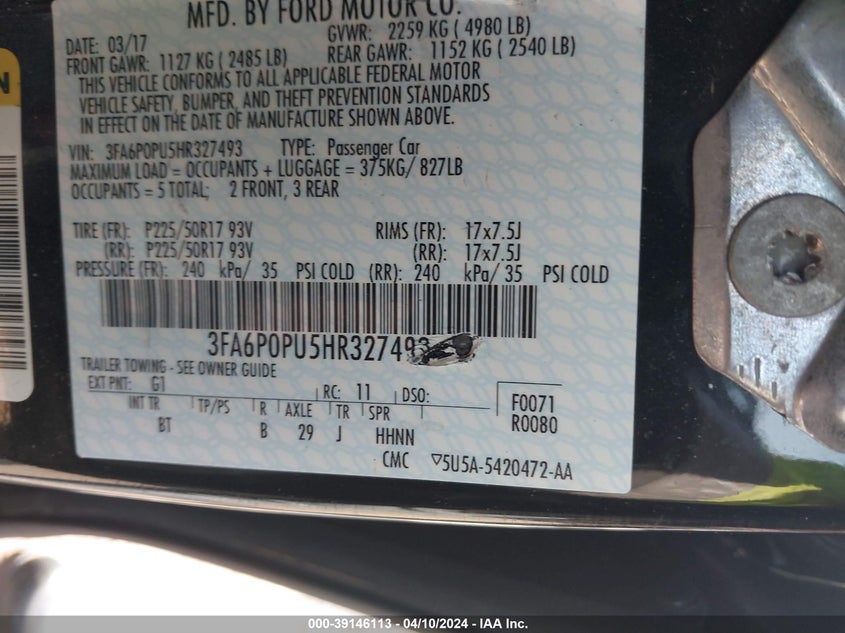 MFD. BY FORD MOTOR CO.
DATE: 03/17
GVWR: 2259 KG ( 4980 LB)
FRONT GAWR: 1127 KG ( 2485 LB)
REAR GAWR: 1152 KG ( 2540 LB)
THIS VEHICLE CONFORMS TO ALL APPLICABLE FEDERAL MOTOR
VEHICLE SAFETY, BUMPER, AND THEFT PREVENTION STANDARDS
IN EFFECT ON THE DATE OF MANUFACTURE SHOWN ABOVE.
VIN: 3FA6P0PU5HR327493 TYPE: Passenger Car
MAXIMUM LOAD = OCCUPANTS + LUGGAGE = 375KG/ 827LB
OCCUPANTS = 5 TOTAL; 2 FRONT, 3 REAR
TIRE (FR): P225/50R17 93V RIMS (FR): 17x7.5J
(RR): P225/50R17 93V (RR): 17x7.5J
PRESSURE (FR): 240 kPa/ 35 PSI COLD (RR): 240 kPa/ 35 PSI COLD
3FA6P0PU5HR327493
TRAILER TOWING - SEE OWNER GUIDE
EXT PNT: G1 RC: 11 DSO:
INT TR TP/PS R AXLE TR SPR
BT B 29 J HHNN
F0071
R0080
CMC ▽5U5A-5420472-AA
N
000-39146113 - 04/10/2024 - IAA Inc.